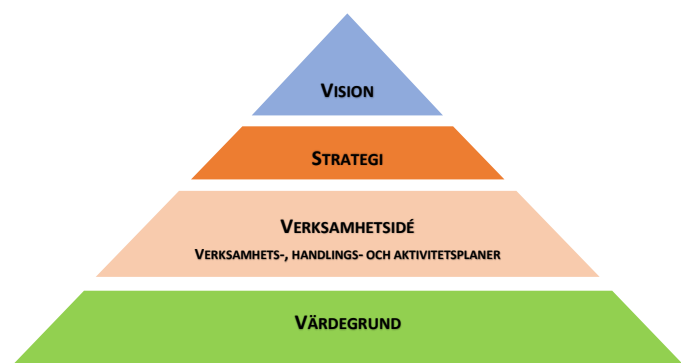 VISION
STRATEGI
VERKSAMHETSIDÉ
VERKSAMHETS-, HANDLINGS- OCH AKTIVITETSPLANER
VÄRDEGRUND